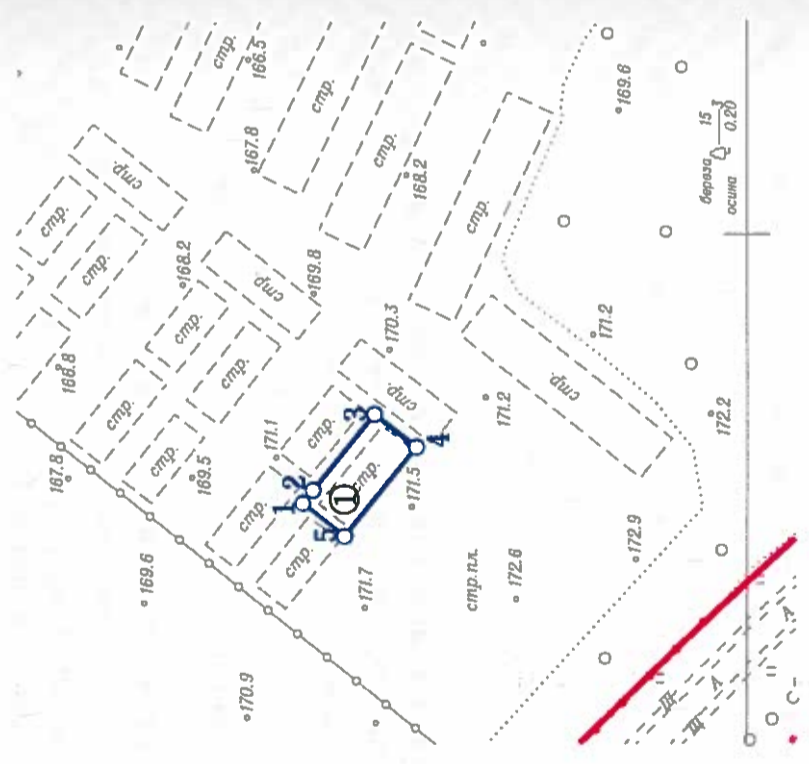 стр.
166.5
стр.
167.8
стр.
168.2
169.6
береза 15
осина 0.20
3
стр.
стр.
стр.
168.2
169.8
стр.
стр.
стр.
168.8
стр.
стр.
170.3
171.2
стр.
171.2
172.2
167.8
стр.
169.5
171.1
стр.
стр.
3
4
2
1
5
1
стр.
стр.
стр.
171.5
169.6
171.7
стр.пл.
172.6
172.9
170.9